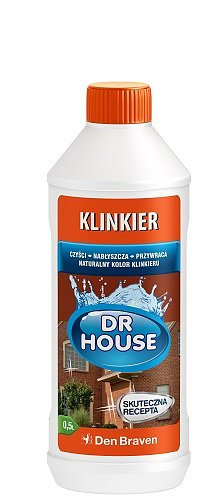 KLINKIER
CZYŚCI • NABŁYSZCZA • PRZYWRACA
NATURALNY KOLOR KLINKIERU
DR
HOUSE
SKUTECZNA
RECEPTA
0,5L
Den Braven